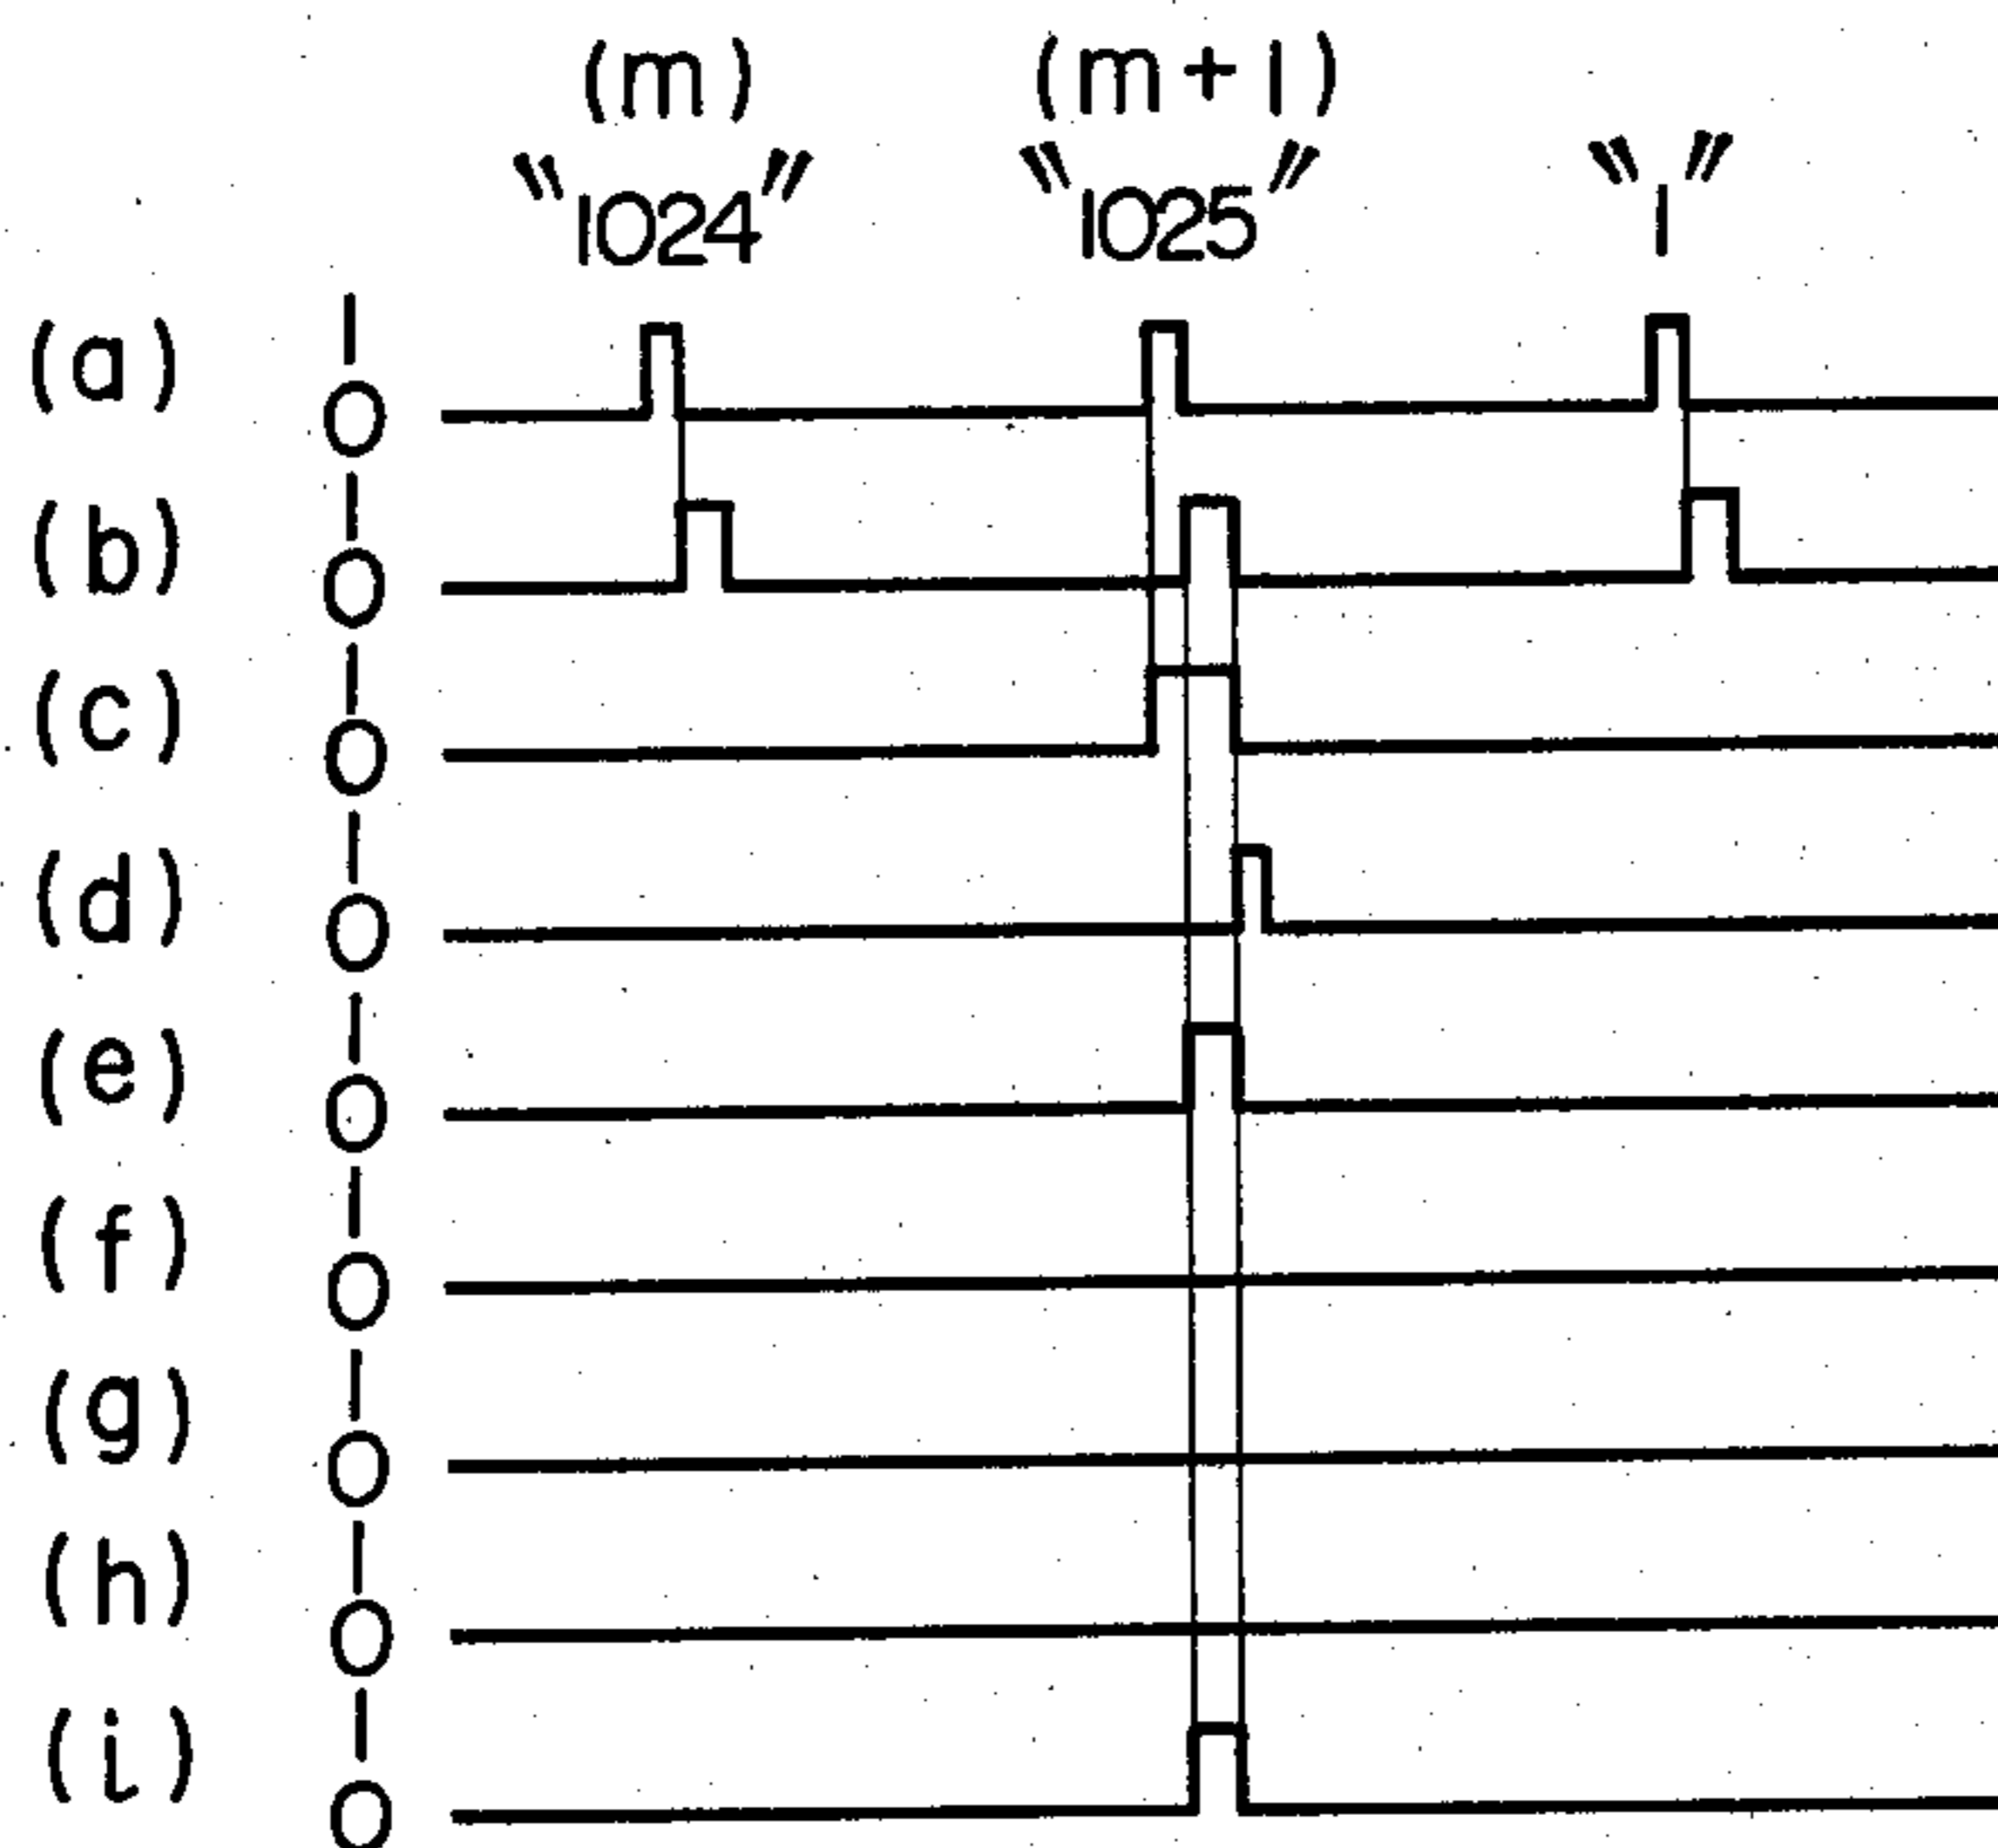 (m) (m+1)
"1024" "1025" "1"
(a) 1
0
(b) 1
0
(c) 1
0
(d) 1
0
(e) 1
0
(f) 1
0
(g) 1
0
(h) 1
0
(i) 1
0